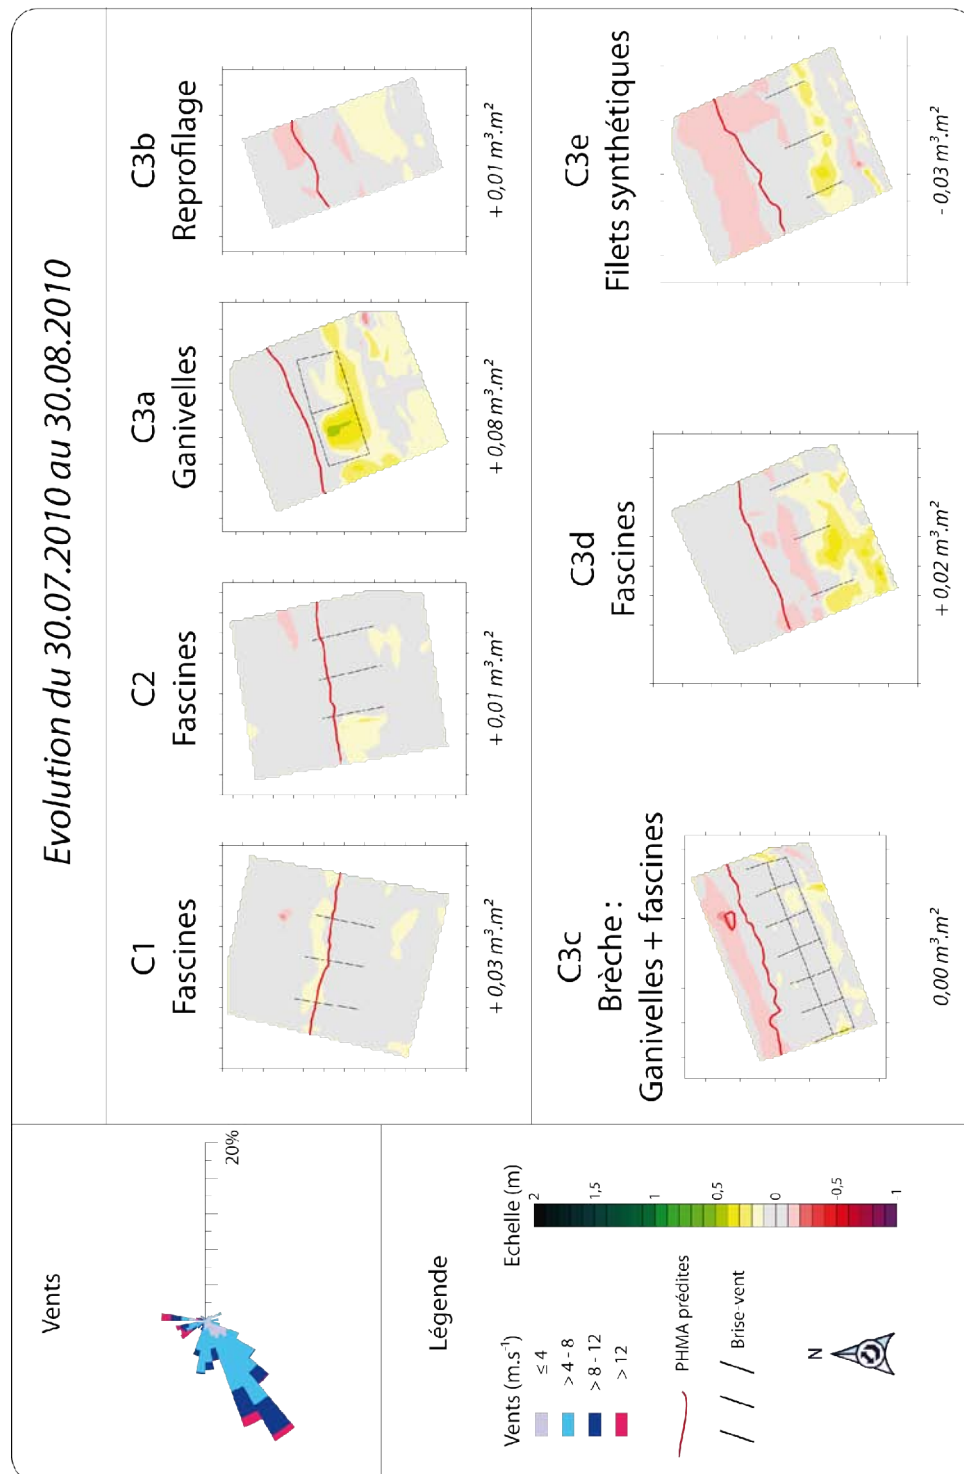 Evolution du 30.07.2010 au 30.08.2010
Vents
20%
Légende
Vents (m.s⁻¹)
≤ 4
> 4 - 8
> 8 - 12
> 12
PHMA prédites
Brise-vent
N
Echelle (m)
2
1,5
1
0,5
0
-0,5
-1
C1
Fascines
+ 0,03 m³.m²
C2
Fascines
+ 0,01 m³.m²
C3a
Ganivelles
+ 0,08 m³.m²
C3b
Reprofilage
+ 0,01 m³.m²
C3c
Brèche :
Ganivelles + fascines
0,00 m³.m²
C3d
Fascines
+ 0,02 m³.m²
C3e
Filets synthétiques
- 0,03 m³.m²